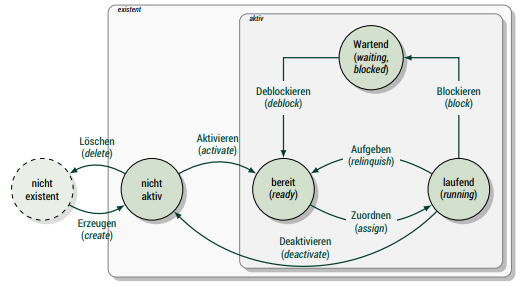 existent
aktiv
Wartend
(waiting,
blocked)
Deblockieren
(deblock)
Blockieren
(block)
Löschen
(delete)
Aktivieren
(activate)
Aufgeben
(relinquish)
nicht
existent
nicht
aktiv
bereit
(ready)
laufend
(running)
Erzeugen
(create)
Zuordnen
(assign)
Deaktivieren
(deactivate)